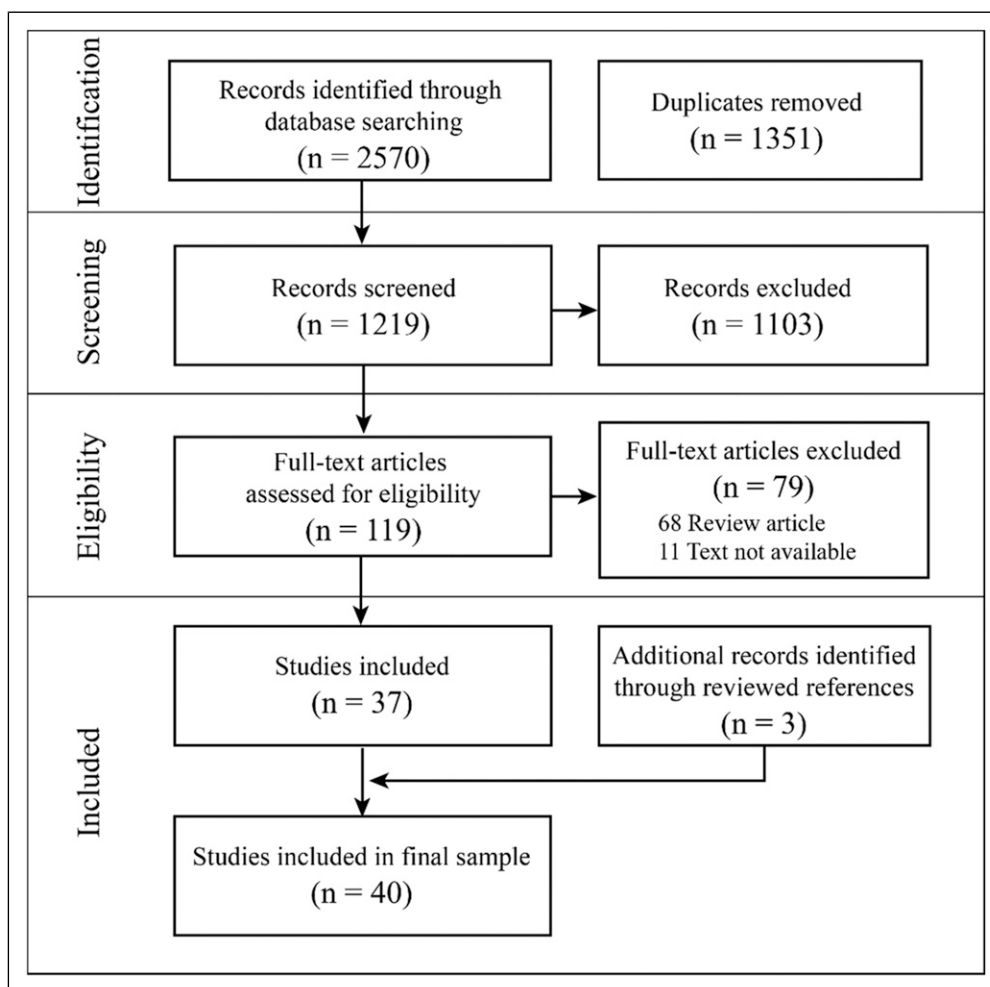 Identification
Records identified through
database searching
(n = 2570)
Duplicates removed
(n = 1351)
Screening
Records screened
(n = 1219)
Records excluded
(n = 1103)
Eligibility
Full-text articles
assessed for eligibility
(n = 119)
Full-text articles excluded
(n = 79)
68 Review article
11 Text not available
Included
Studies included
(n = 37)
Additional records identified
through reviewed references
(n = 3)
Studies included in final sample
(n = 40)